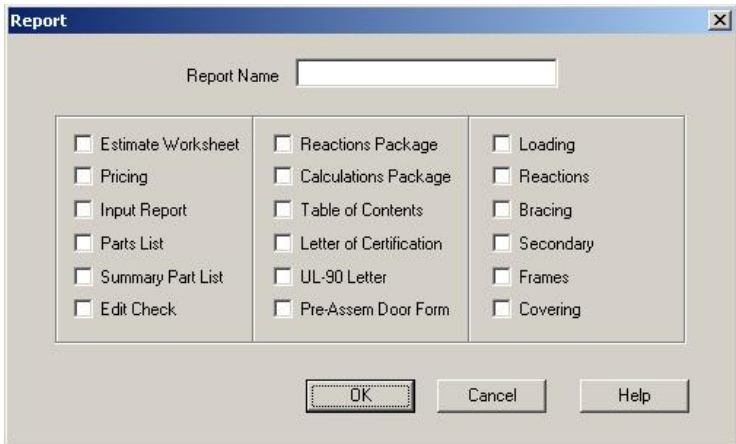 Report
Report Name
Estimate Worksheet
Pricing
Input Report
Parts List
Summary Part List
Edit Check
Reactions Package
Calculations Package
Table of Contents
Letter of Certification
UL-90 Letter
Pre-Assem Door Form
Loading
Reactions
Bracing
Secondary
Frames
Covering
OK
Cancel
Help